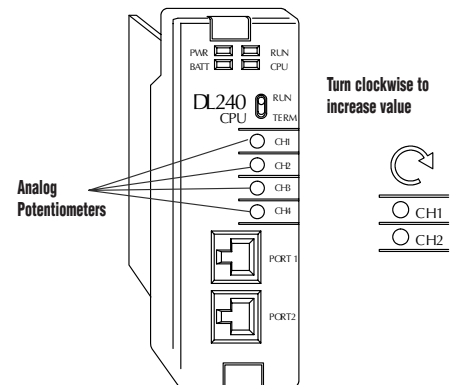 PWR RUN
BATT CPU
DL240 RUN
CPU TERM
CH1
CH2
CH3
CH4
PORT 1
PORT2
Analog
Potentiometers
Turn clockwise to
increase value
CH1
CH2